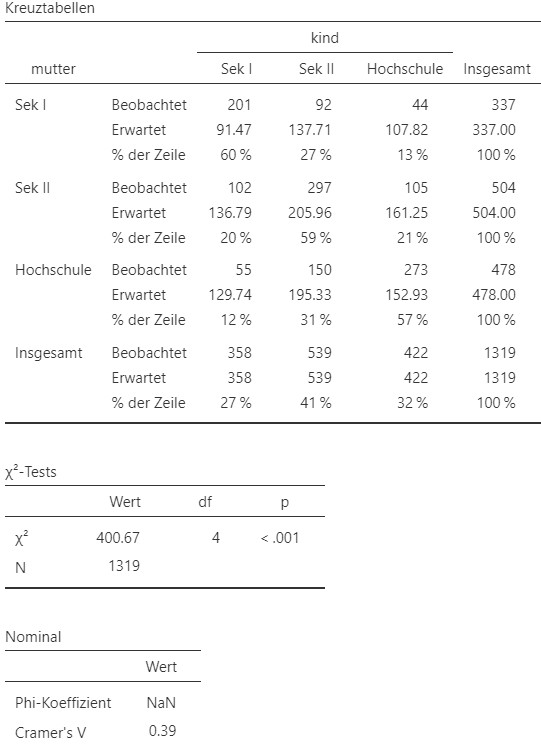 Kreuztabellen
kind
mutter Sek I Sek II Hochschule Insgesamt
Sek I Beobachtet 201 92 44 337
Erwartet 91.47 137.71 107.82 337.00
% der Zeile 60 % 27 % 13 % 100 %
Sek II Beobachtet 102 297 105 504
Erwartet 136.79 205.96 161.25 504.00
% der Zeile 20 % 59 % 21 % 100 %
Hochschule Beobachtet 55 150 273 478
Erwartet 129.74 195.33 152.93 478.00
% der Zeile 12 % 31 % 57 % 100 %
Insgesamt Beobachtet 358 539 422 1319
Erwartet 358 539 422 1319
% der Zeile 27 % 41 % 32 % 100 %
χ²-Tests
Wert df p
χ² 400.67 4 < .001
N 1319
Nominal
Wert
Phi-Koeffizient NaN
Cramer's V 0.39